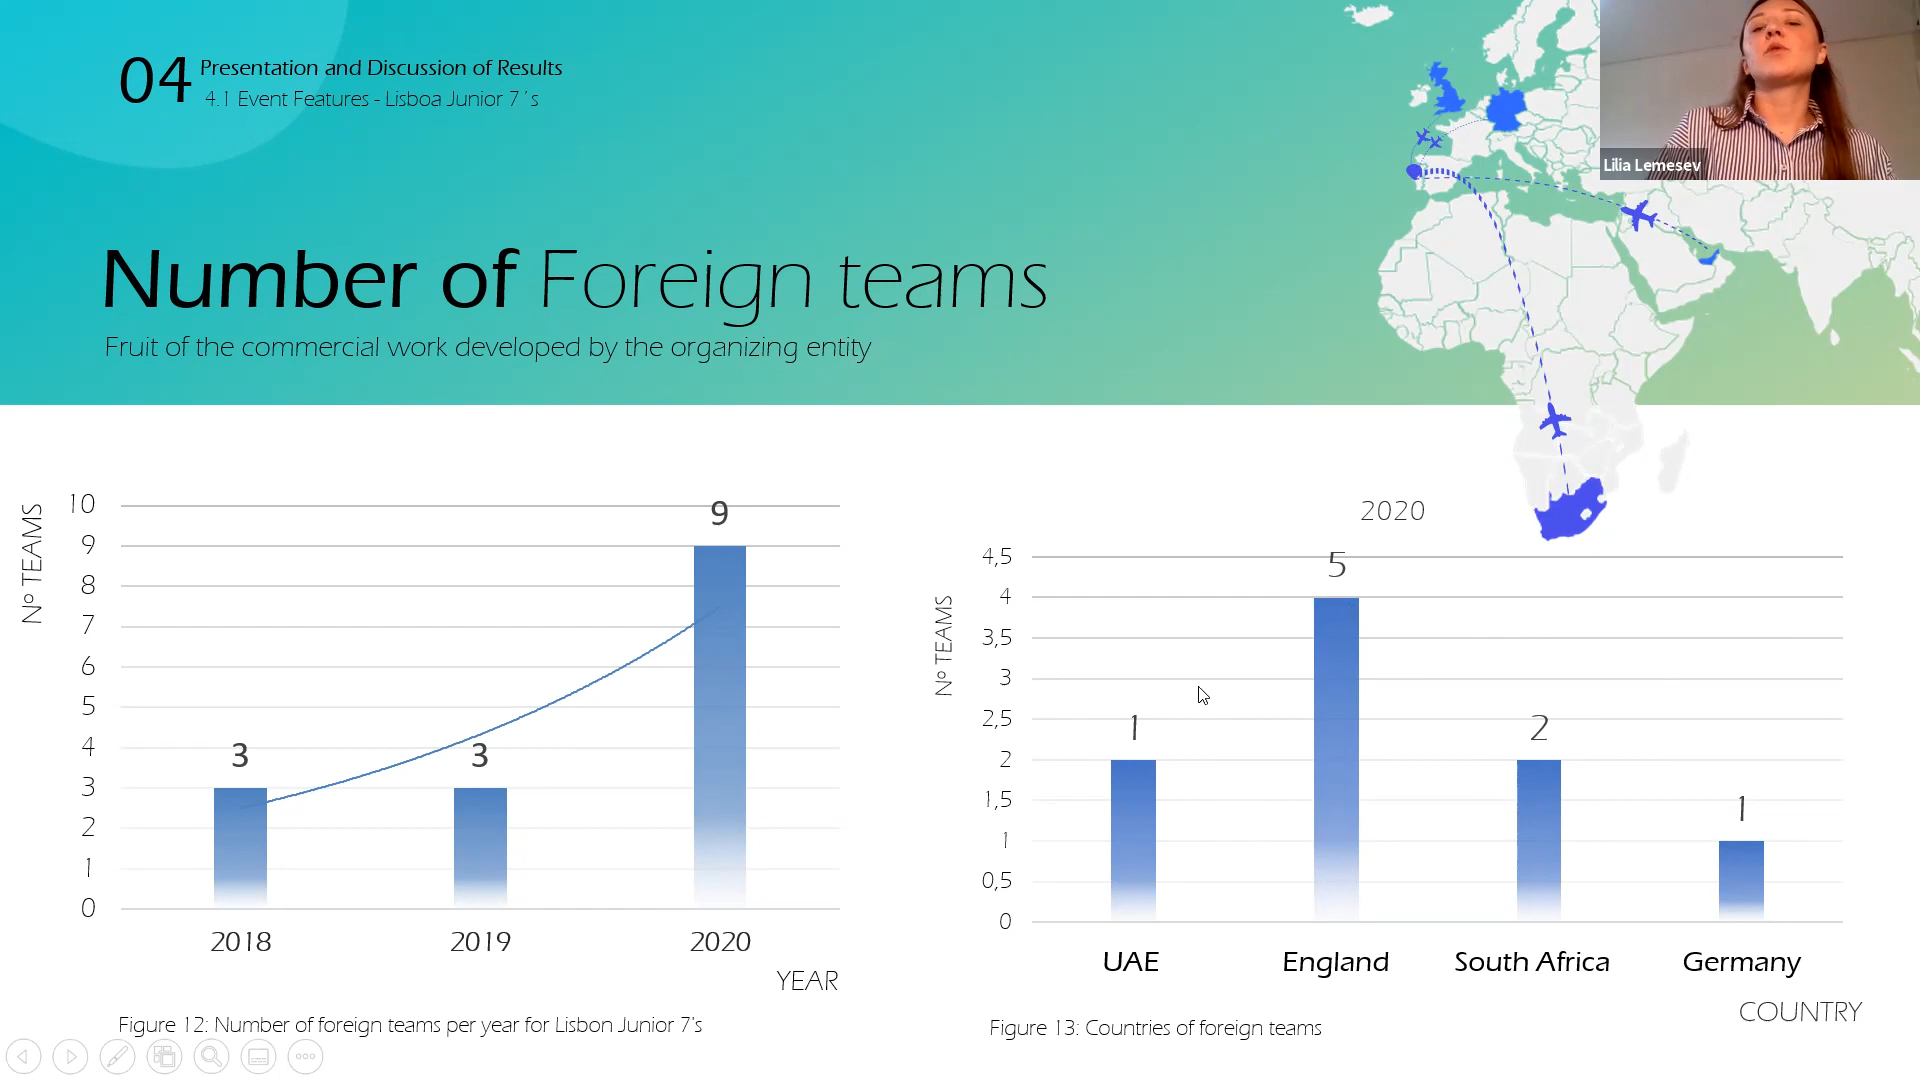 04
Presentation and Discussion of Results
4.1 Event Features - Lisboa Junior 7´s
Lilia Lemesev
Number of Foreign teams
Fruit of the commercial work developed by the organizing entity
Nº TEAMS
10
9
8
7
6
5
4
3
2
1
0
3
3
9
2018
2019
2020
YEAR
Figure 12: Number of foreign teams per year for Lisbon Junior 7's
2020
Nº TEAMS
4,5
4
3,5
3
2,5
2
1,5
1
0,5
0
1
5
2
1
UAE
England
South Africa
Germany
COUNTRY
Figure 13: Countries of foreign teams